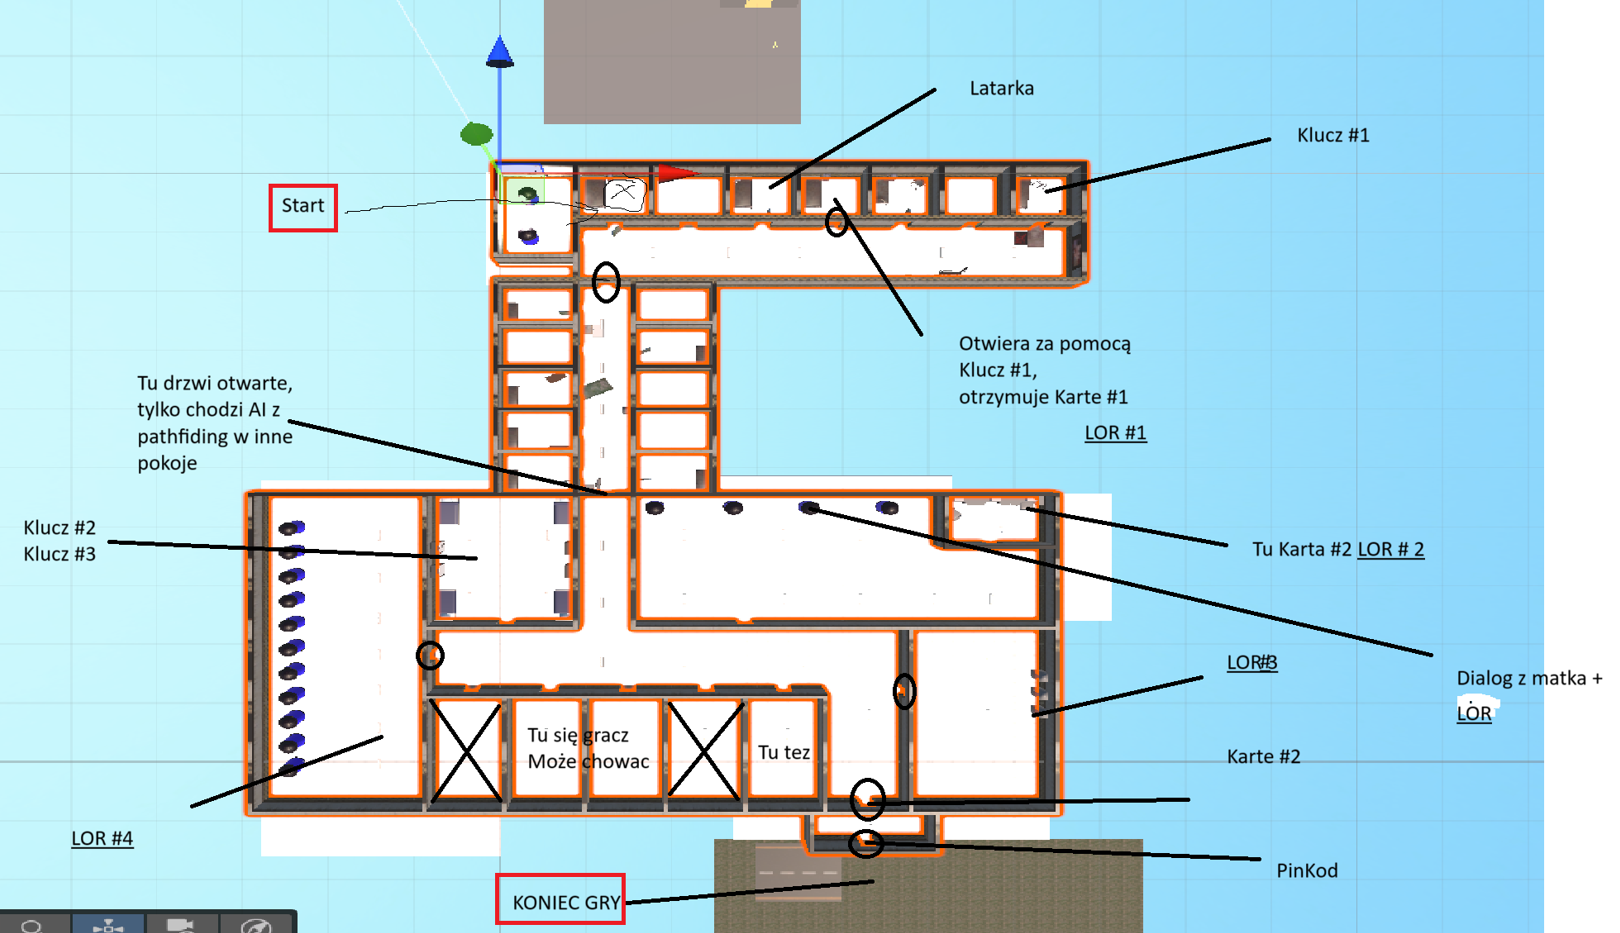 Latarka
Klucz #1
Start
Otwiera za pomocą
Klucz #1,
otrzymuje Karte #1
LOR #1
Tu drzwi otwarte,
tylko chodzi AI z
pathfiding w inne
pokoje
Klucz #2
Klucz #3
Tu Karta #2 LOR # 2
LOR#3
Dialog z matka +
LOR
Tu się gracz
Może chowac
Tu tez
Karte #2
LOR #4
PinKod
KONIEC GRY